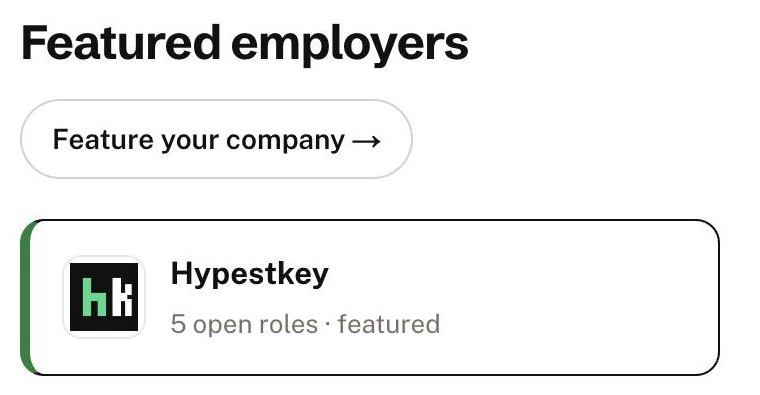 Featured employers
Feature your company →
hk
Hypestkey
5 open roles · featured